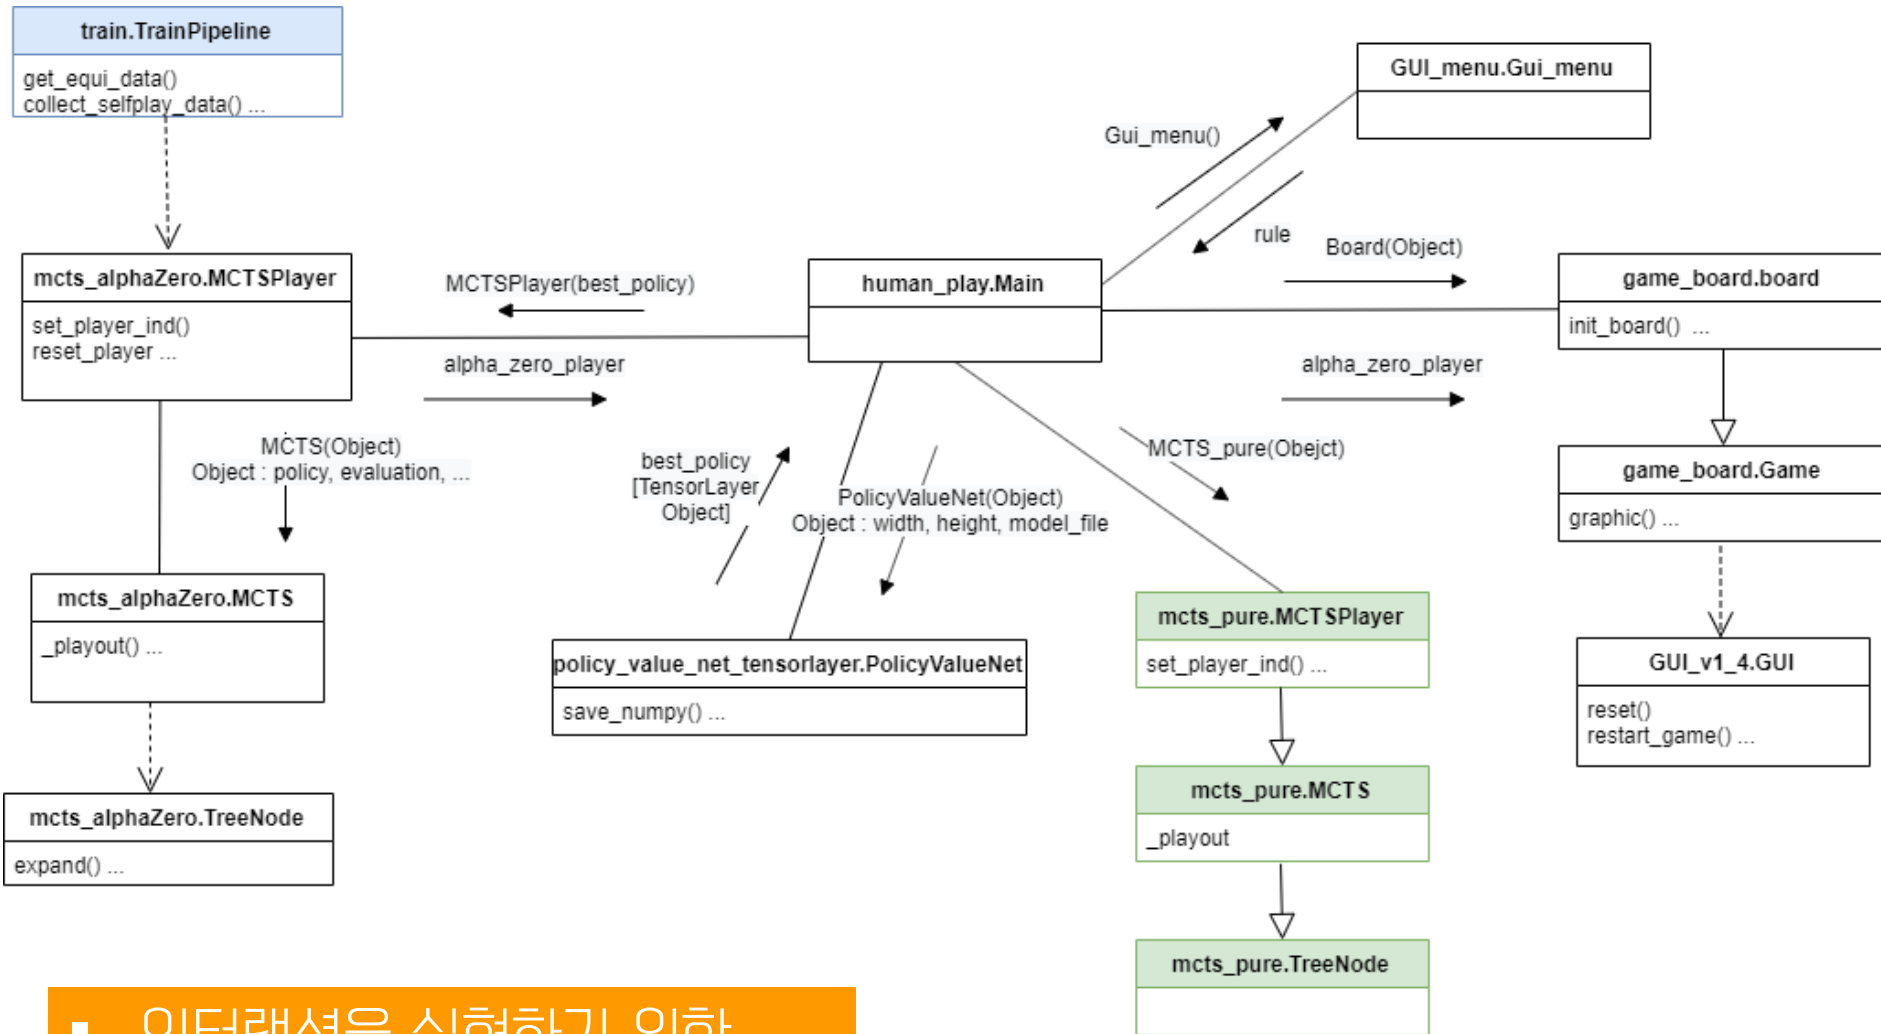 train.TrainPipeline
get_equi_data()
collect_selfplay_data() ...
GUI_menu.Gui_menu
Gui_menu()
rule
Board(Object)
mcts_alphaZero.MCTSPlayer
set_player_ind()
reset_player ...
MCTSPlayer(best_policy)
alpha_zero_player
human_play.Main
game_board.board
init_board() ...
alpha_zero_player
MCTS(Object)
Object : policy, evaluation, ...
best_policy
[TensorLayer
Object]
PolicyValueNet(Object)
Object : width, height, model_file
MCTS_pure(Obejct)
game_board.Game
graphic() ...
mcts_alphaZero.MCTS
_playout() ...
policy_value_net_tensorlayer.PolicyValueNet
save_numpy() ...
mcts_pure.MCTSPlayer
set_player_ind() ...
GUI_v1_4.GUI
reset()
restart_game() ...
mcts_alphaZero.TreeNode
expand() ...
mcts_pure.MCTS
_playout
mcts_pure.TreeNode